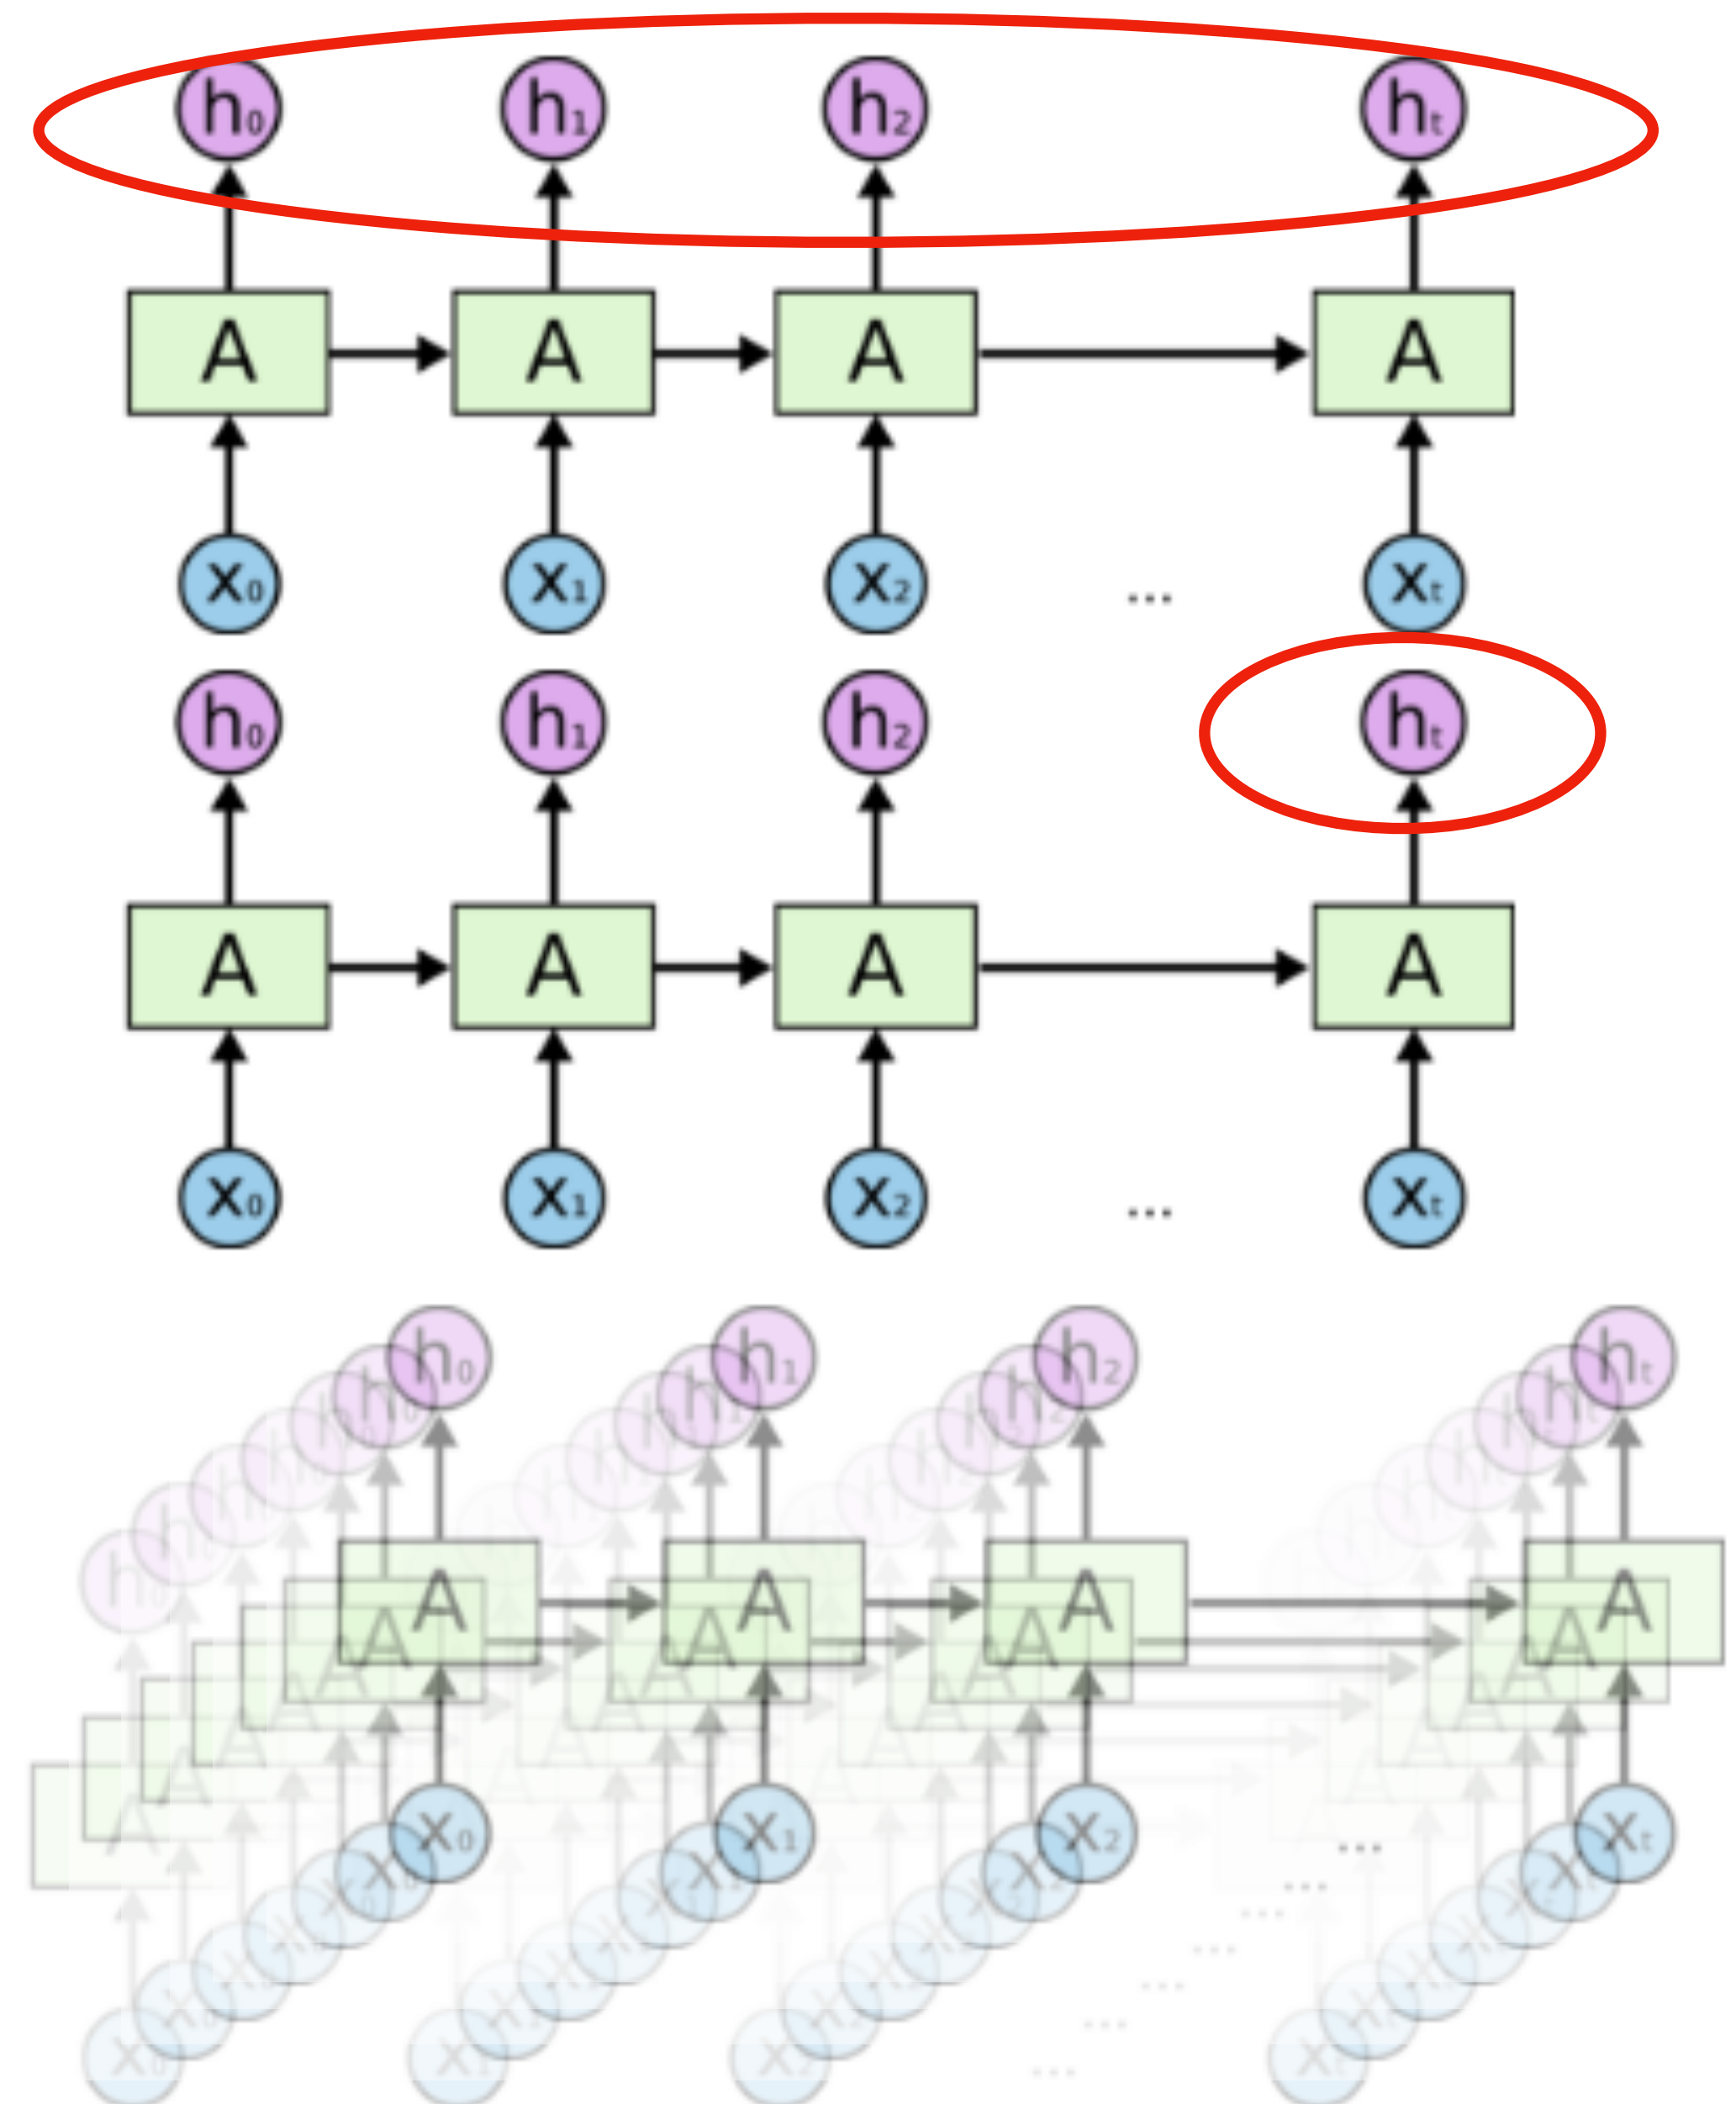 h₀ h₁ h₂ hₜ
A A A A
x₀ x₁ x₂ ... xₜ
h₀ h₁ h₂ hₜ
A A A A
x₀ x₁ x₂ ... xₜ
h₀ h₁ h₂ hₜ
A A A A
x₀ x₁ x₂ ... xₜ